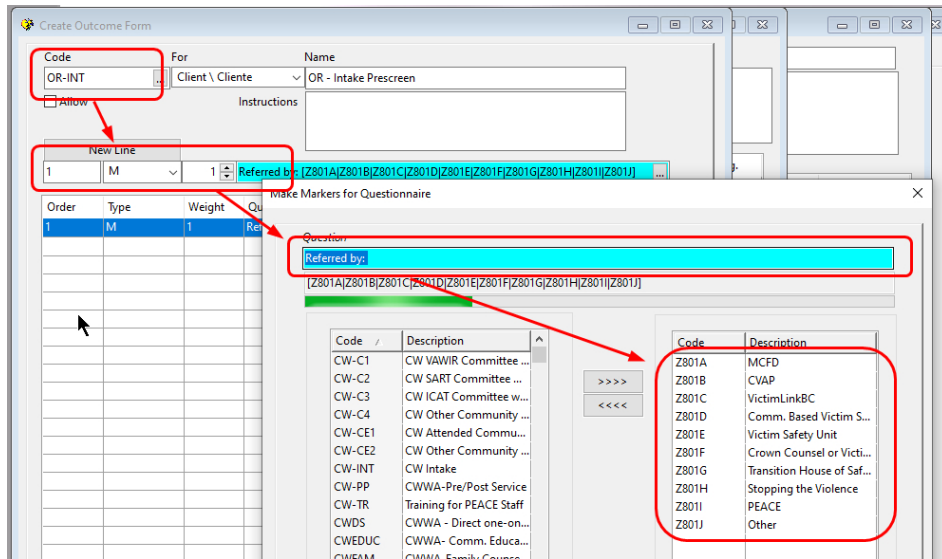 Create Outcome Form
Code For Name
OR-INT ... Client \ Cliente OR - Intake Prescreen
Allow Instructions
New Line
1 M 1 Referred by: [Z801A|Z801B|Z801C|Z801D|Z801E|Z801F|Z801G|Z801H|Z801I|Z801J] ...
Make Markers for Questionnaire
Order Type Weight Qu
1 M 1 Re
Question
Referred by:
[Z801A|Z801B|Z801C|Z801D|Z801E|Z801F|Z801G|Z801H|Z801I|Z801J]
Code Description
CW-C1 CW VAWIR Committee ...
CW-C2 CW SART Committee ...
CW-C3 CW ICAT Committee w...
CW-C4 CW Other Community ...
CW-CE1 CW Attended Commu...
CW-CE2 CW Other Community ...
CW-INT CW Intake
CW-PP CWWA-Pre/Post Service
CW-TR Training for PEACE Staff
CWDS CWWA - Direct one-on...
CWEDUC CWWA- Comm. Educa...
CWFAM CWWA-Family Counse...
>>>>
<<<<
Code Description
Z801A MCFD
Z801B CVAP
Z801C VictimLinkBC
Z801D Comm. Based Victim S...
Z801E Victim Safety Unit
Z801F Crown Counsel or Victi...
Z801G Transition House of Saf...
Z801H Stopping the Violence
Z801I PEACE
Z801J Other